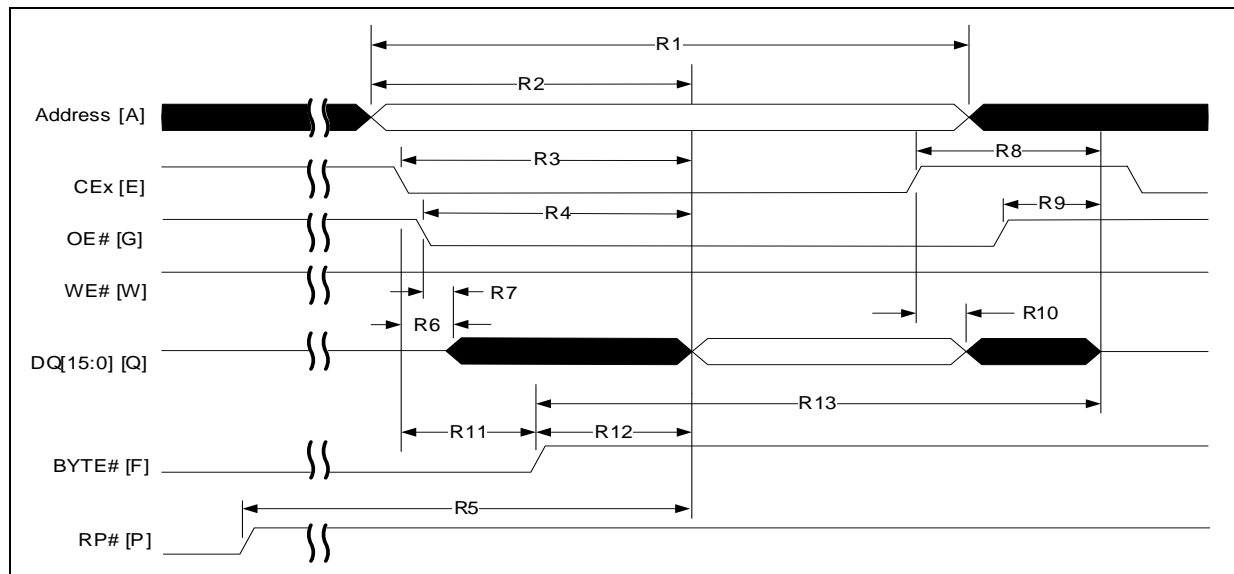 R1
R2
Address [A]
R3
R8
CEx [E]
R4
R9
OE# [G]
WE# [W]
R7
R6
R10
DQ[15:0] [Q]
R13
R11
R12
BYTE# [F]
R5
RP# [P]